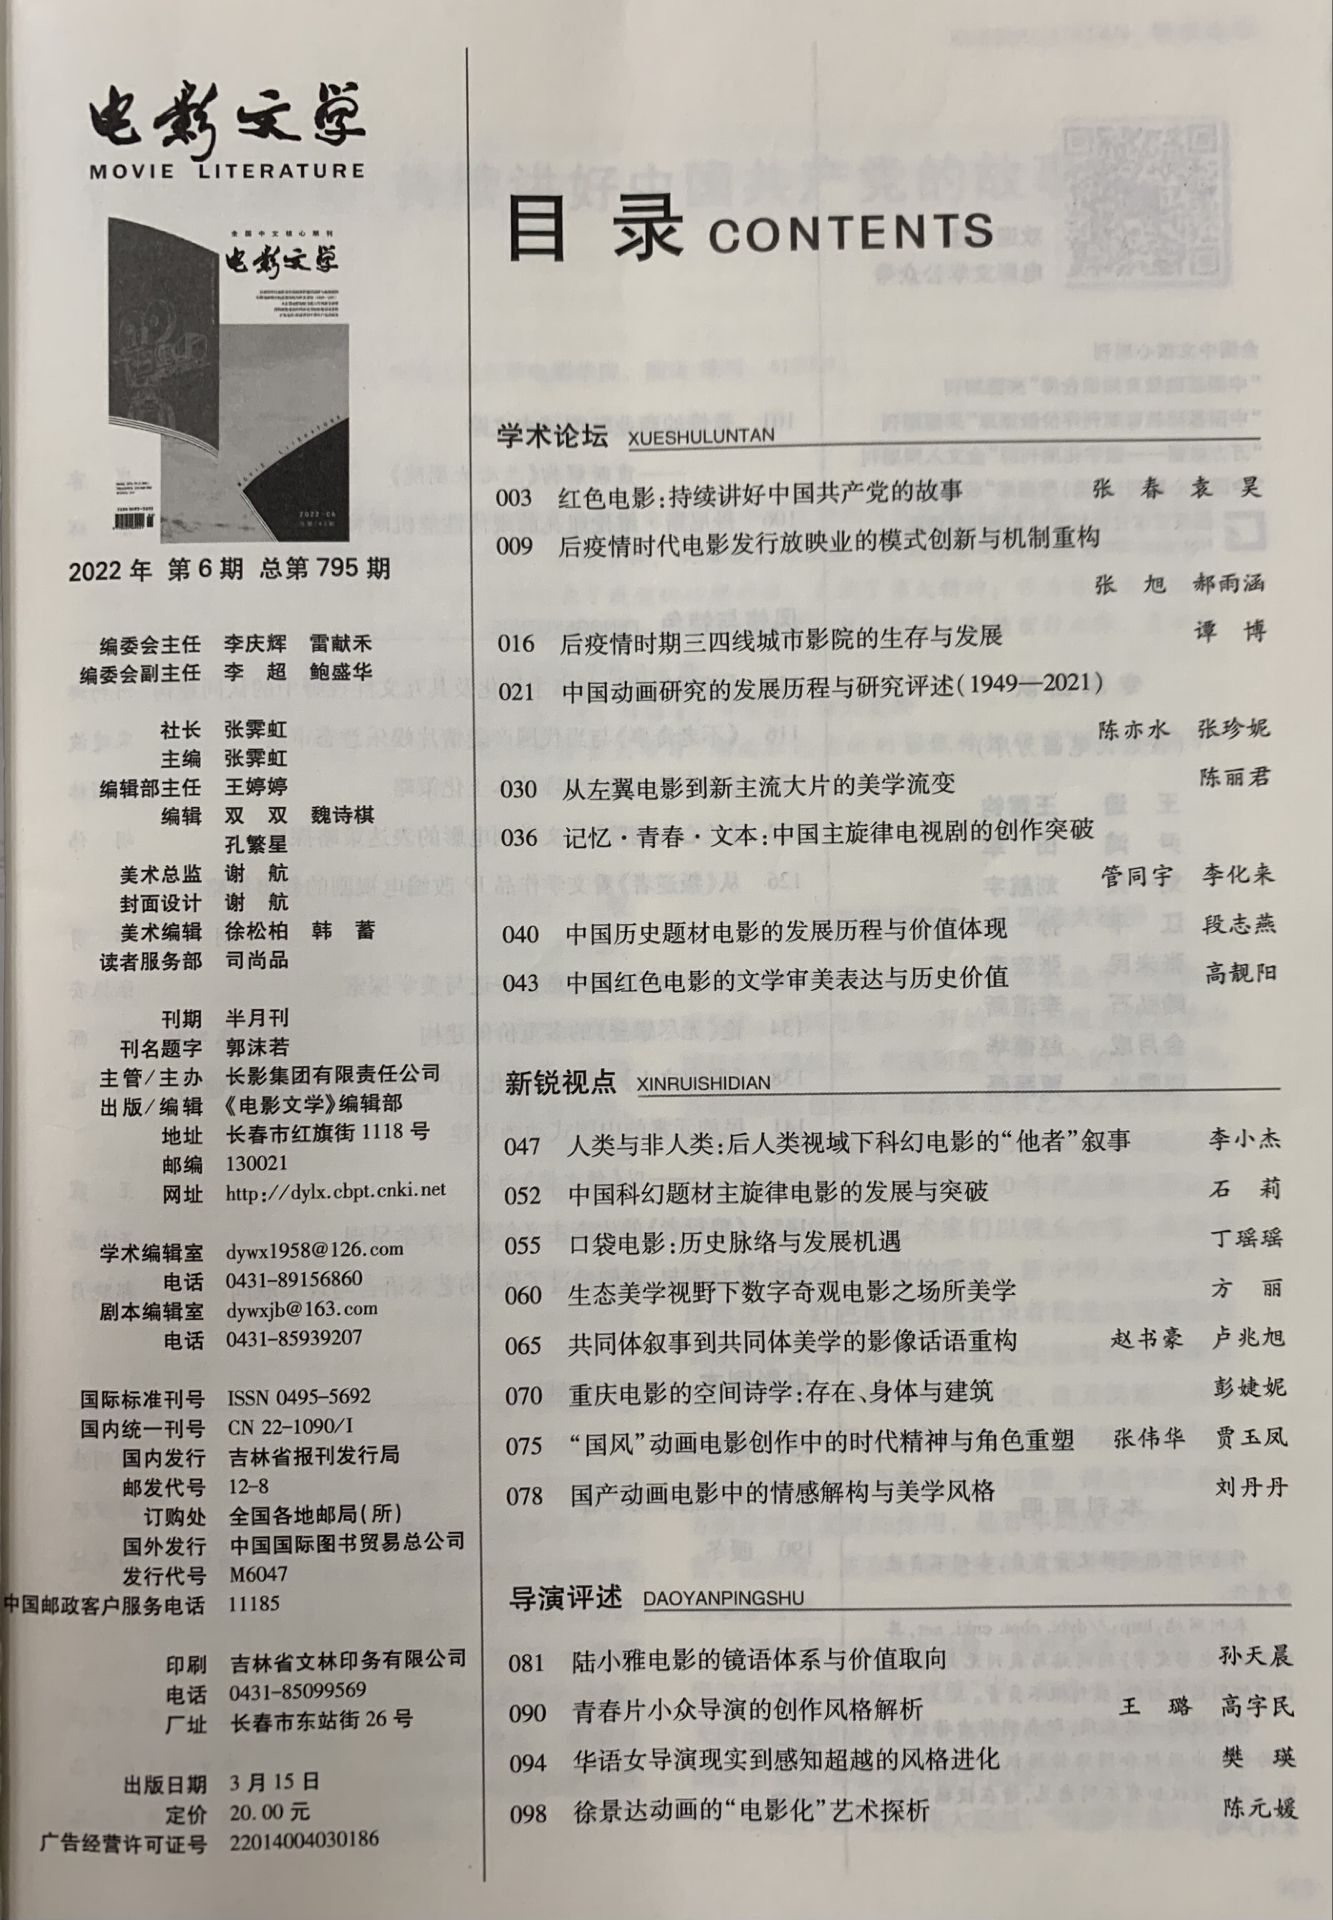 电影文学
MOVIE LITERATURE
全国中文核心期刊
电影文学
Movie Literature
2022-06
2022年 第6期 总第795期
编委会主任 李庆辉 雷献禾
编委会副主任 李 超 鲍盛华
社长 张霁虹
主编 张霁虹
编辑部主任 王婷婷
编辑 双 双 魏诗棋
孔繁星
美术总监 谢 航
封面设计 谢 航
美术编辑 徐松柏 韩 蓄
读者服务部 司尚品
刊期 半月刊
刊名题字 郭沫若
主管/主办 长影集团有限责任公司
出版/编辑 《电影文学》编辑部
地址 长春市红旗街1118号
邮编 130021
网址 http://dylx.cbpt.cnki.net
学术编辑室 dywx1958@126.com
电话 0431-89156860
剧本编辑室 dywxjb@163.com
电话 0431-85939207
国际标准刊号 ISSN 0495-5692
国内统一刊号 CN 22-1090/I
国内发行 吉林省报刊发行局
邮发代号 12-8
订购处 全国各地邮局(所)
国外发行 中国国际图书贸易总公司
发行代号 M6047
中国邮政客户服务电话 11185
印刷 吉林省文林印务有限公司
电话 0431-85099569
厂址 长春市东站街26号
出版日期 3月15日
定价 20.00元
广告经营许可证号 22014004030186
目录 CONTENTS
学术论坛 XUESHULUNTAN
003 红色电影:持续讲好中国共产党的故事 张 春 袁 昊
009 后疫情时代电影发行放映业的模式创新与机制重构
张 旭 郝雨涵
016 后疫情时期三四线城市影院的生存与发展 谭 博
021 中国动画研究的发展历程与研究评述(1949—2021)
陈亦水 张珍妮
030 从左翼电影到新主流大片的美学流变 陈丽君
036 记忆·青春·文本:中国主旋律电视剧的创作突破
管同宇 李化来
040 中国历史题材电影的发展历程与价值体现 段志燕
043 中国红色电影的文学审美表达与历史价值 高靓阳
新锐视点 XINRUISHIDIAN
047 人类与非人类:后人类视域下科幻电影的“他者”叙事 李小杰
052 中国科幻题材主旋律电影的发展与突破 石 莉
055 口袋电影:历史脉络与发展机遇 丁瑶瑶
060 生态美学视野下数字奇观电影之场所美学 方 丽
065 共同体叙事到共同体美学的影像话语重构 赵书豪 卢兆旭
070 重庆电影的空间诗学:存在、身体与建筑 彭婕妮
075 “国风”动画电影创作中的时代精神与角色重塑 张伟华 贾玉凤
078 国产动画电影中的情感解构与美学风格 刘丹丹
导演评述 DAOYANPINGSHU
081 陆小雅电影的镜语体系与价值取向 孙天晨
090 青春片小众导演的创作风格解析 王 璐 高字民
094 华语女导演现实到感知超越的风格进化 樊 瑛
098 徐景达动画的“电影化”艺术探析 陈元媛